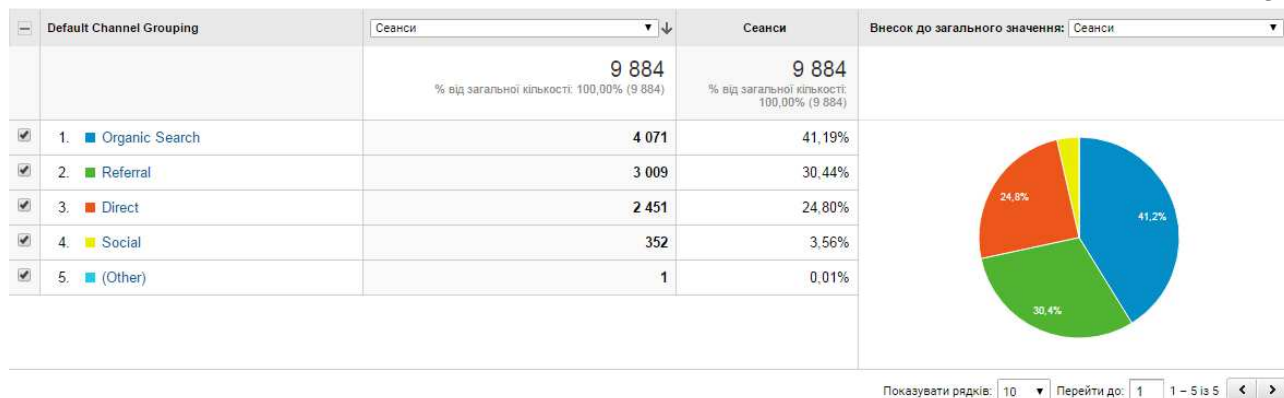 Default Channel Grouping
Сеанси
Сеанси
Внесок до загального значення: Сеанси
9 884
% від загальної кількості: 100,00% (9 884)
9 884
% від загальної кількості:
100,00% (9 884)
1. Organic Search 4 071 41,19%
2. Referral 3 009 30,44%
3. Direct 2 451 24,80%
4. Social 352 3,56%
5. (Other) 1 0,01%
24,8%
41,2%
30,4%
Показувати рядків: 10 Перейти до: 1 1 – 5 із 5